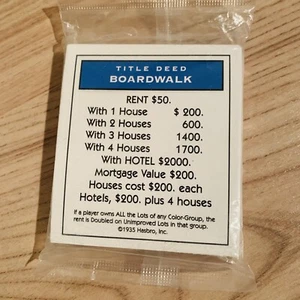 TITLE DEED
BOARDWALK
RENT $50.
With 1 House $ 200.
With 2 Houses 600.
With 3 Houses 1400.
With 4 Houses 1700.
With HOTEL $2000.
Mortgage Value $200.
Houses cost $200. each
Hotels, $200. plus 4 houses
If a player owns ALL the Lots of any Color-Group, the
rent is Doubled on Unimproved Lots in that group.
©1935 Hasbro, Inc.